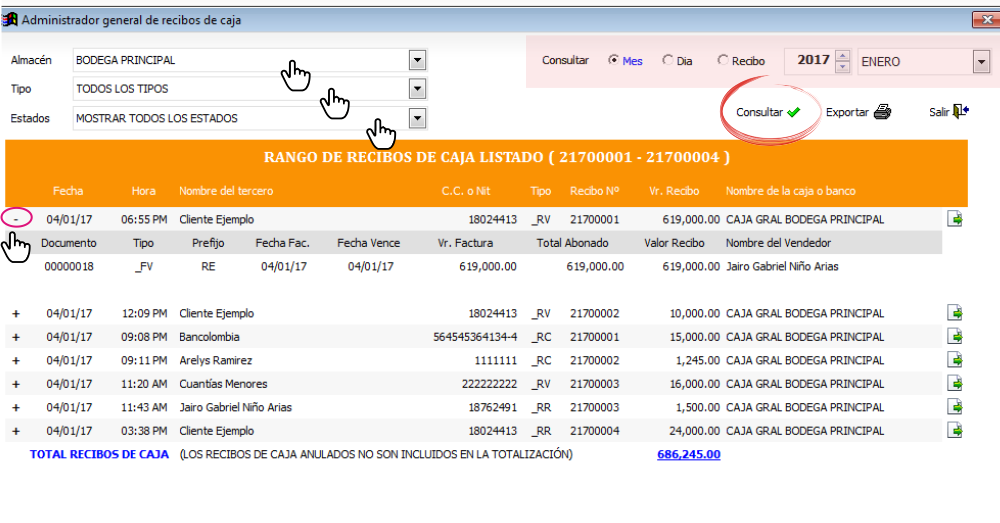 Administrador general de recibos de caja
Almacén BODEGA PRINCIPAL Consultar Mes Dia Recibo 2017 ENERO
Tipo TODOS LOS TIPOS
Estados MOSTRAR TODOS LOS ESTADOS Consultar Exportar Salir
RANGO DE RECIBOS DE CAJA LISTADO ( 21700001 - 21700004 )
Fecha Hora Nombre del tercero C.C. o Nit Tipo Recibo Nº Vr. Recibo Nombre de la caja o banco
- 04/01/17 06:55 PM Cliente Ejemplo 18024413 _RV 21700001 619,000.00 CAJA GRAL BODEGA PRINCIPAL
Documento Tipo Prefijo Fecha Fac. Fecha Vence Vr. Factura Total Abonado Valor Recibo Nombre del Vendedor
00000018 _FV RE 04/01/17 04/01/17 619,000.00 619,000.00 619,000.00 Jairo Gabriel Niño Arias
+ 04/01/17 12:09 PM Cliente Ejemplo 18024413 _RV 21700002 10,000.00 CAJA GRAL BODEGA PRINCIPAL
+ 04/01/17 09:08 PM Bancolombia 564545364134-4 _RC 21700001 15,000.00 CAJA GRAL BODEGA PRINCIPAL
+ 04/01/17 09:11 PM Arelys Ramirez 1111111 _RC 21700002 1,245.00 CAJA GRAL BODEGA PRINCIPAL
+ 04/01/17 11:20 AM Cuantías Menores 222222222 _RV 21700003 16,000.00 CAJA GRAL BODEGA PRINCIPAL
+ 04/01/17 11:43 AM Jairo Gabriel Niño Arias 18762491 _RR 21700003 1,500.00 CAJA GRAL BODEGA PRINCIPAL
+ 04/01/17 03:38 PM Cliente Ejemplo 18024413 _RR 21700004 24,000.00 CAJA GRAL BODEGA PRINCIPAL
TOTAL RECIBOS DE CAJA (LOS RECIBOS DE CAJA ANULADOS NO SON INCLUIDOS EN LA TOTALIZACIÓN) 686,245.00